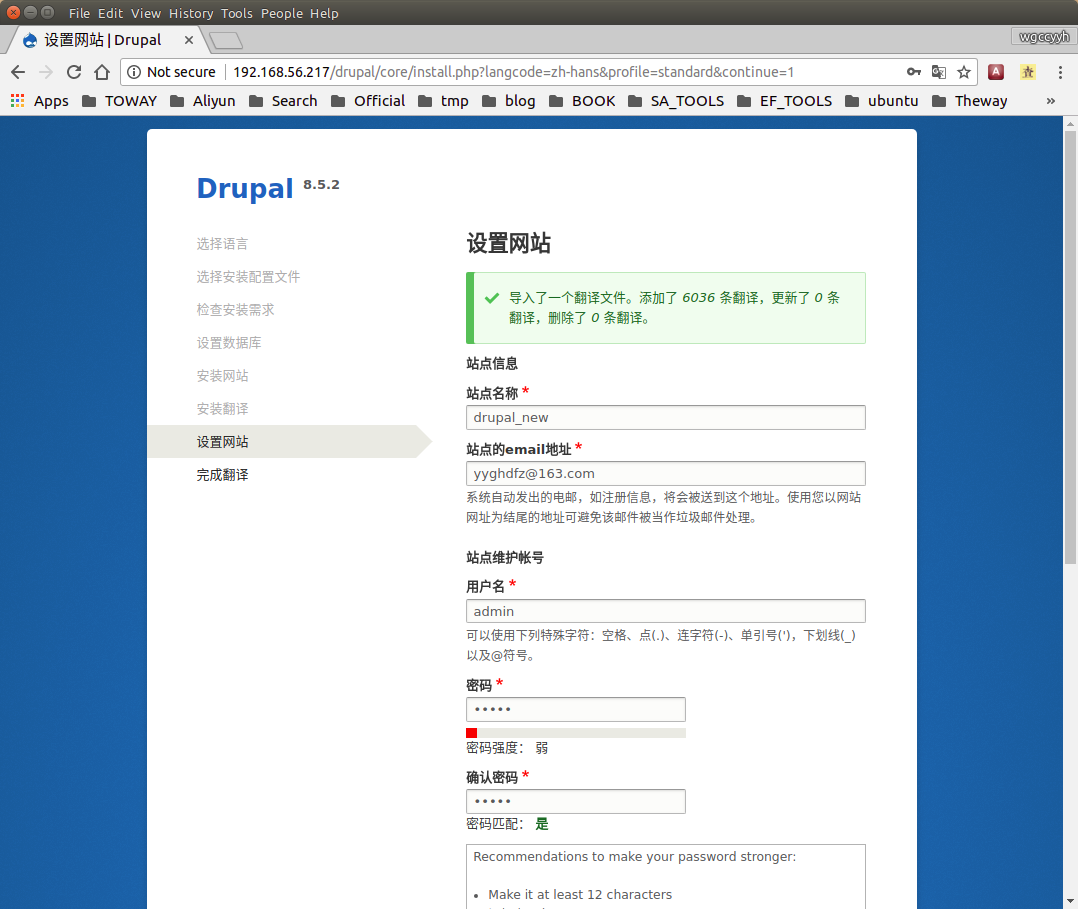 File Edit View History Tools People Help
设置网站 | Drupal
wgccyyh
Not secure 192.168.56.217/drupal/core/install.php?langcode=zh-hans&profile=standard&continue=1
Apps TOWAY Aliyun Search Official tmp blog BOOK SA_TOOLS EF_TOOLS ubuntu Theway »
Drupal 8.5.2
选择语言
选择安装配置文件
检查安装需求
设置数据库
安装网站
安装翻译
设置网站
完成翻译
设置网站
导入了一个翻译文件。添加了 6036 条翻译，更新了 0 条
翻译，删除了 0 条翻译。
站点信息
站点名称 *
drupal_new
站点的email地址 *
yyghdfz@163.com
系统自动发出的电邮，如注册信息，将会被送到这个地址。使用您以网站
网址为结尾的地址可避免该邮件被当作垃圾邮件处理。
站点维护帐号
用户名 *
admin
可以使用下列特殊字符：空格、点(.)、连字符(-)、单引号(')，下划线(_)
以及@符号。
密码 *
•••••
密码强度： 弱
确认密码 *
•••••
密码匹配： 是
Recommendations to make your password stronger:
• Make it at least 12 characters